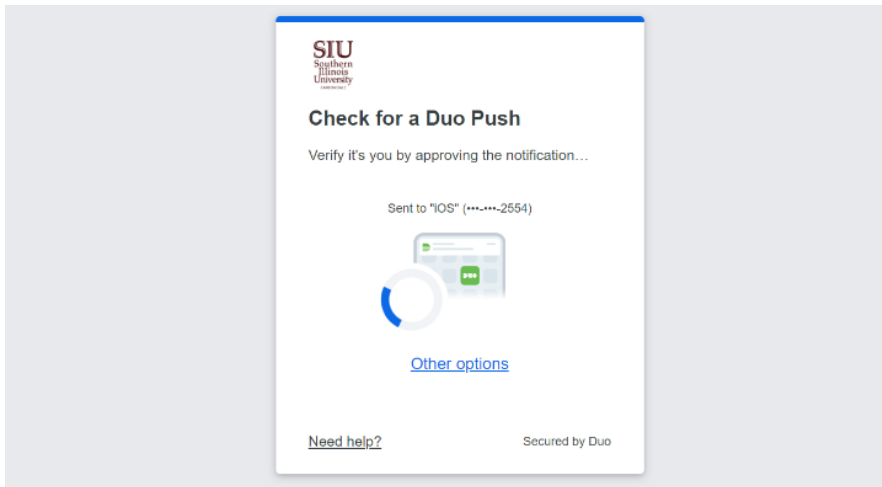 SIU
Southern
Illinois
University
Check for a Duo Push
Verify it's you by approving the notification…
Sent to "iOS" (•••-•••-2554)
Other options
Need help?
Secured by Duo